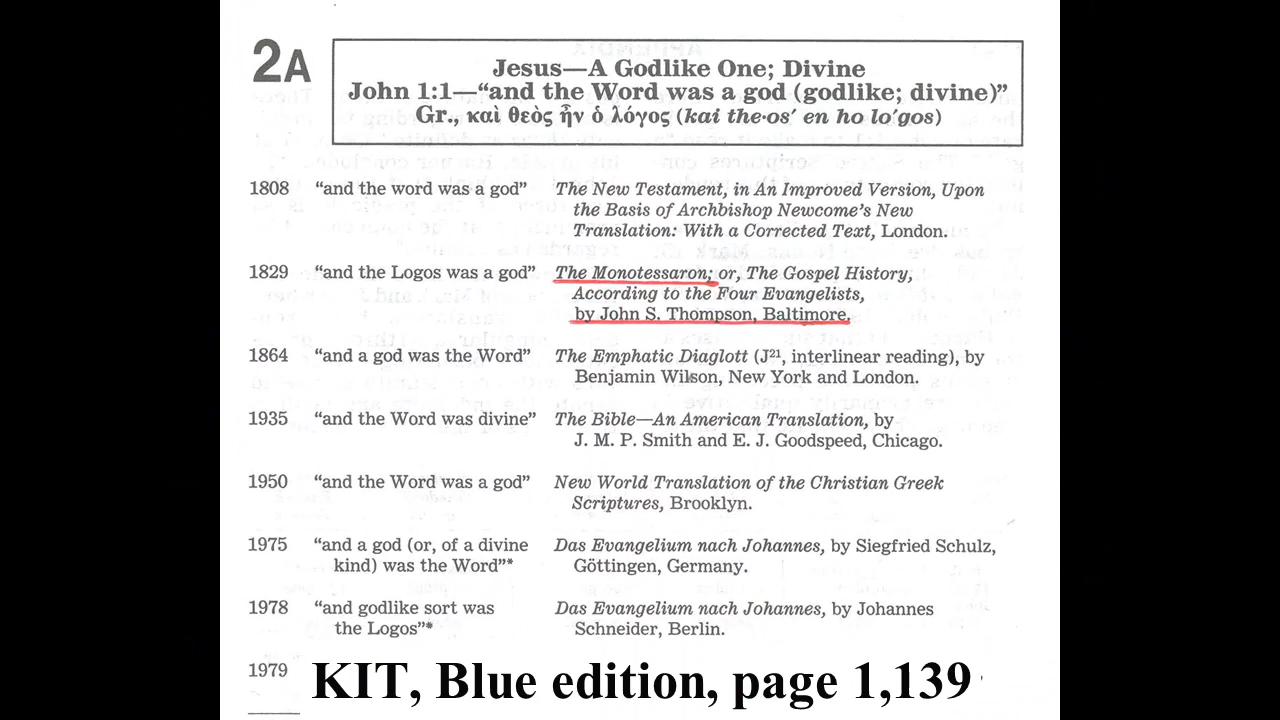 2A
Jesus—A Godlike One; Divine
John 1:1—“and the Word was a god (godlike; divine)”
Gr., καὶ θεὸς ἦν ὁ λόγος (kai the·os′ en ho lo′gos)
1808 “and the word was a god” The New Testament, in An Improved Version, Upon
the Basis of Archbishop Newcome’s New
Translation: With a Corrected Text, London.
1829 “and the Logos was a god” The Monotessaron; or, The Gospel History,
According to the Four Evangelists,
by John S. Thompson, Baltimore.
1864 “and a god was the Word” The Emphatic Diaglott (J21, interlinear reading), by
Benjamin Wilson, New York and London.
1935 “and the Word was divine” The Bible—An American Translation, by
J. M. P. Smith and E. J. Goodspeed, Chicago.
1950 “and the Word was a god” New World Translation of the Christian Greek
Scriptures, Brooklyn.
1975 “and a god (or, of a divine Das Evangelium nach Johannes, by Siegfried Schulz,
kind) was the Word”* Göttingen, Germany.
1978 “and godlike sort was Das Evangelium nach Johannes, by Johannes
the Logos”* Schneider, Berlin.
1979 KIT, Blue edition, page 1,139